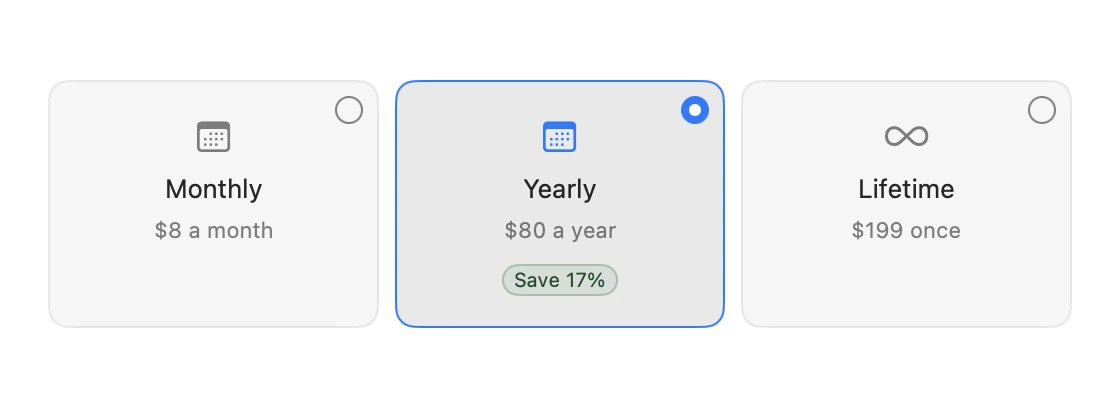 Monthly
$8 a month
Yearly
$80 a year
Save 17%
Lifetime
$199 once